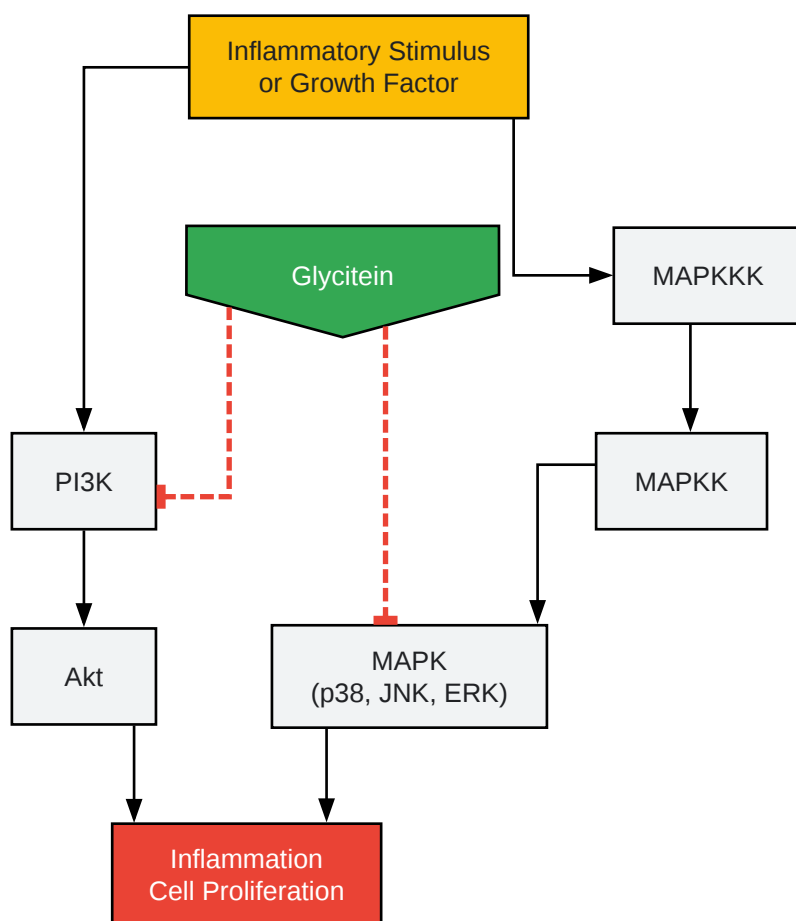 Inflammatory Stimulus
or Growth Factor
Glycitein
MAPKKK
PI3K
MAPKK
Akt
MAPK
(p38, JNK, ERK)
Inflammation
Cell Proliferation